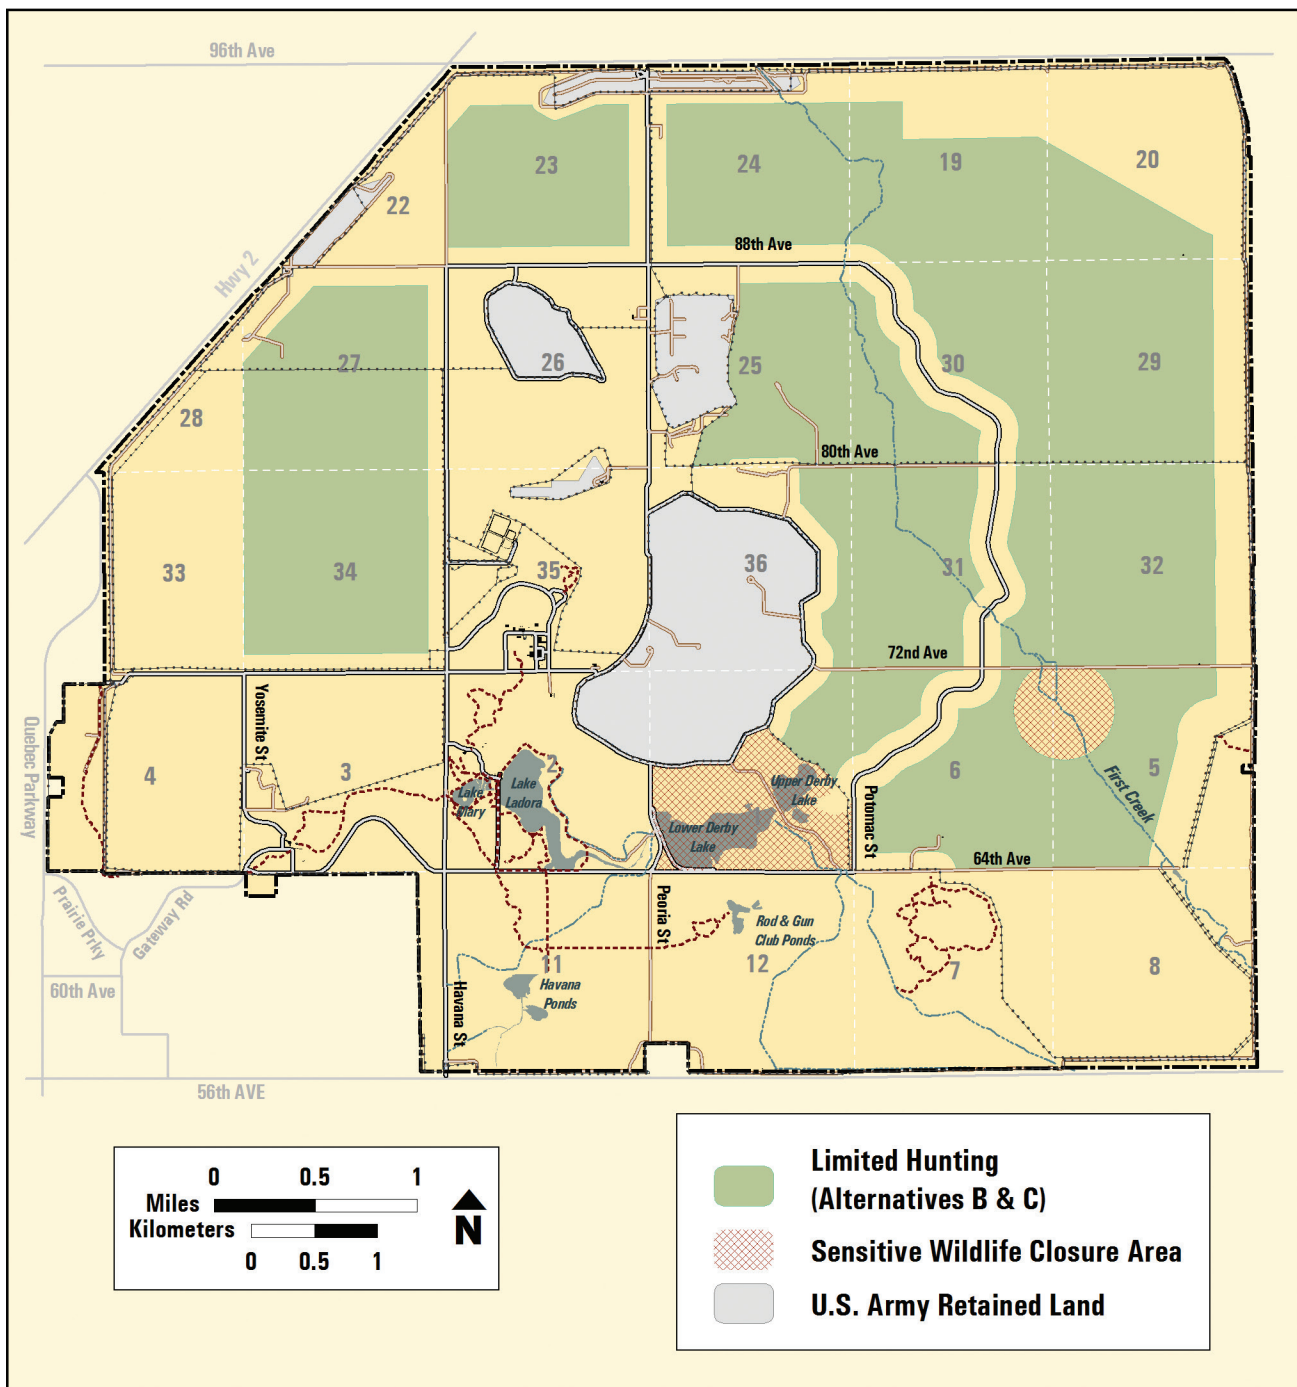 96th Ave
23
24
19
20
22
88th Ave
Hwy 2
27
26
25
30
29
28
80th Ave
33
34
35
36
31
32
72nd Ave
Yosemite St
Quebec Parkway
4
3
2
Lake
Ladora
Lake
Mary
Upper Derby
Lake
Lower Derby
Lake
Potomac St
6
5
First Creek
64th Ave
Prairie Prky
Gateway Rd
Peoria St
Rod & Gun
Club Ponds
60th Ave
11
12
7
8
Havana
Ponds
Havana St
56th AVE
0 0.5 1
Miles
Kilometers
0 0.5 1
N
Limited Hunting
(Alternatives B & C)
Sensitive Wildlife Closure Area
U.S. Army Retained Land